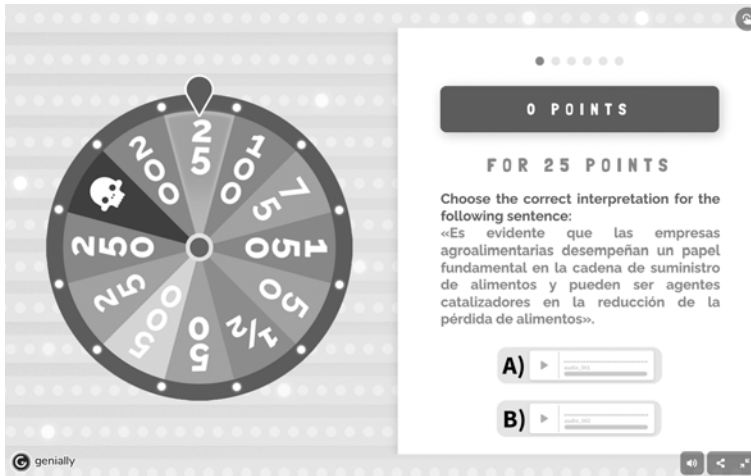 25
100
75
150
50
1/2
50
500
25
250
200
0 POINTS
FOR 25 POINTS
Choose the correct interpretation for the
following sentence:
«Es evidente que las empresas
agroalimentarias desempeñan un papel
fundamental en la cadena de suministro
de alimentos y pueden ser agentes
catalizadores en la reducción de la
pérdida de alimentos».
A)
B)
genially